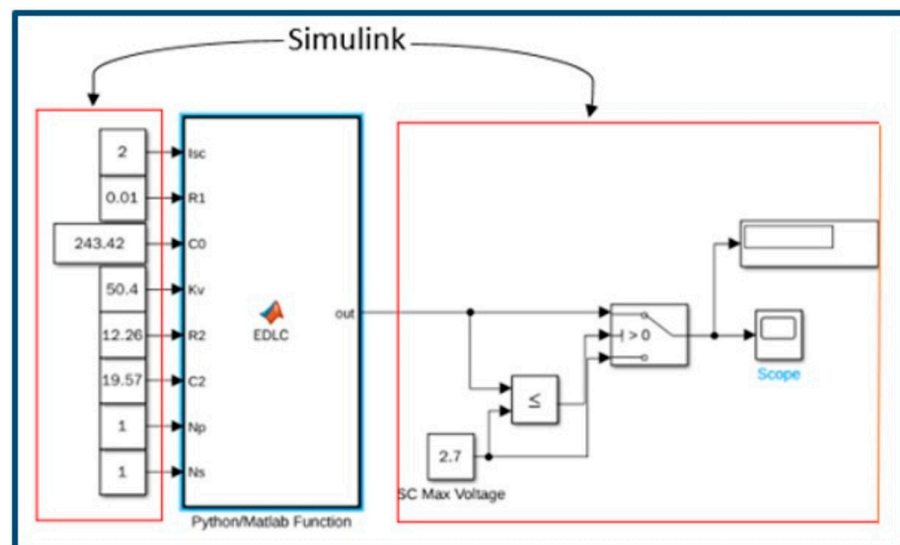 Simulink
2 Isc
0.01 R1
243.42 C0
50.4 Kv
12.26 R2
19.57 C2
1 Np
1 Ns
EDLC
out
Python/Matlab Function
> 0
≤
2.7
SC Max Voltage
Scope